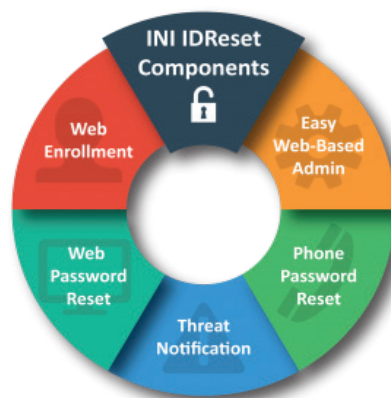 INI IDReset
Components
Easy
Web-Based
Admin
Phone
Password
Reset
Threat
Notification
Web
Password
Reset
Web
Enrollment